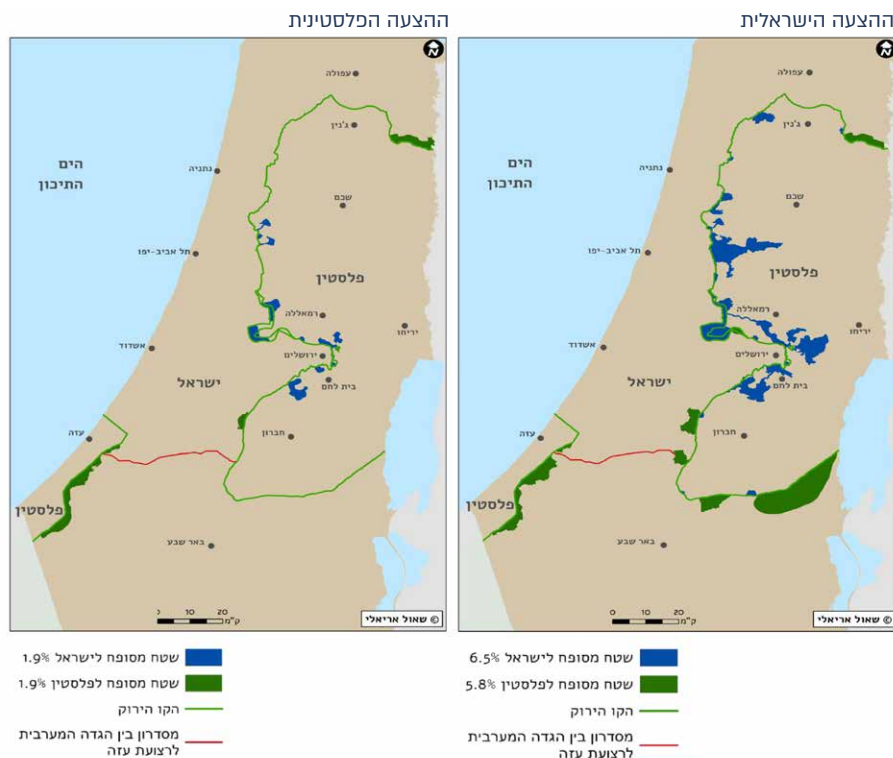 ההצעה הישראלית
עפולה
ג'נין
נתניה
הים
התיכון
שכם
תל אביב-יפו
פלסטין
רמאללה
יריחו
אשדוד
ירושלים
ישראל
בית לחם
עזה
חברון
פלסטין
באר שבע
0 10 20
ק"מ
© שאול אריאלי
שטח מסופח לישראל 6.5%
שטח מסופח לפלסטין 5.8%
הקו הירוק
מסדרון בין הגדה המערבית
לרצועת עזה
ההצעה הפלסטינית
עפולה
ג'נין
נתניה
הים
התיכון
שכם
תל אביב-יפו
פלסטין
רמאללה
יריחו
אשדוד
ירושלים
ישראל
בית לחם
עזה
חברון
פלסטין
באר שבע
0 10 20
ק"מ
© שאול אריאלי
שטח מסופח לישראל 1.9%
שטח מסופח לפלסטין 1.9%
הקו הירוק
מסדרון בין הגדה המערבית
לרצועת עזה